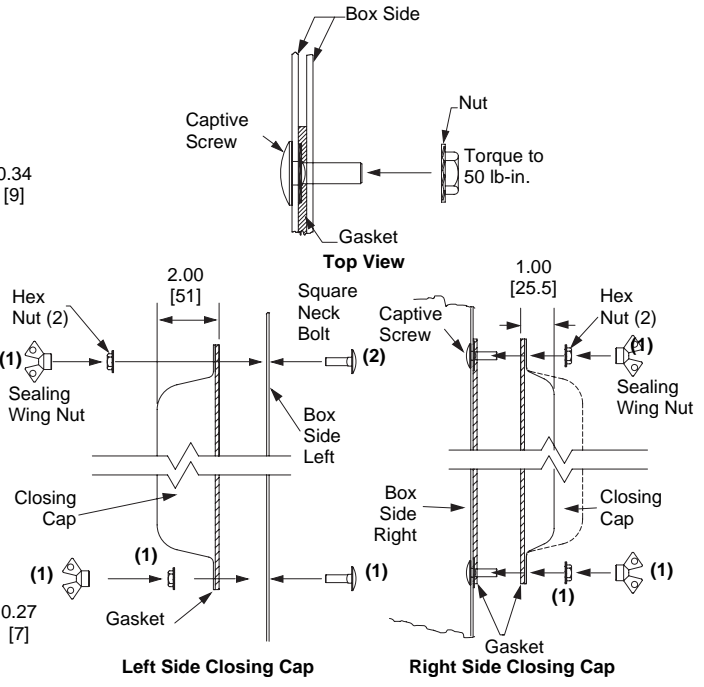 Box Side
Captive
Screw
Nut
Torque to
50 lb-in.
Gasket
Top View
0.34
[9]
2.00
[51]
Hex
Nut (2)
Square
Neck
Bolt
(1)
(2)
Sealing
Wing Nut
Box
Side
Left
Closing
Cap
(1)
(1)
(1)
Gasket
0.27
[7]
Left Side Closing Cap
1.00
[25.5]
Captive
Screw
Hex
Nut (2)
(1)
Sealing
Wing Nut
Box
Side
Right
Closing
Cap
(1)
(1)
Gasket
Right Side Closing Cap